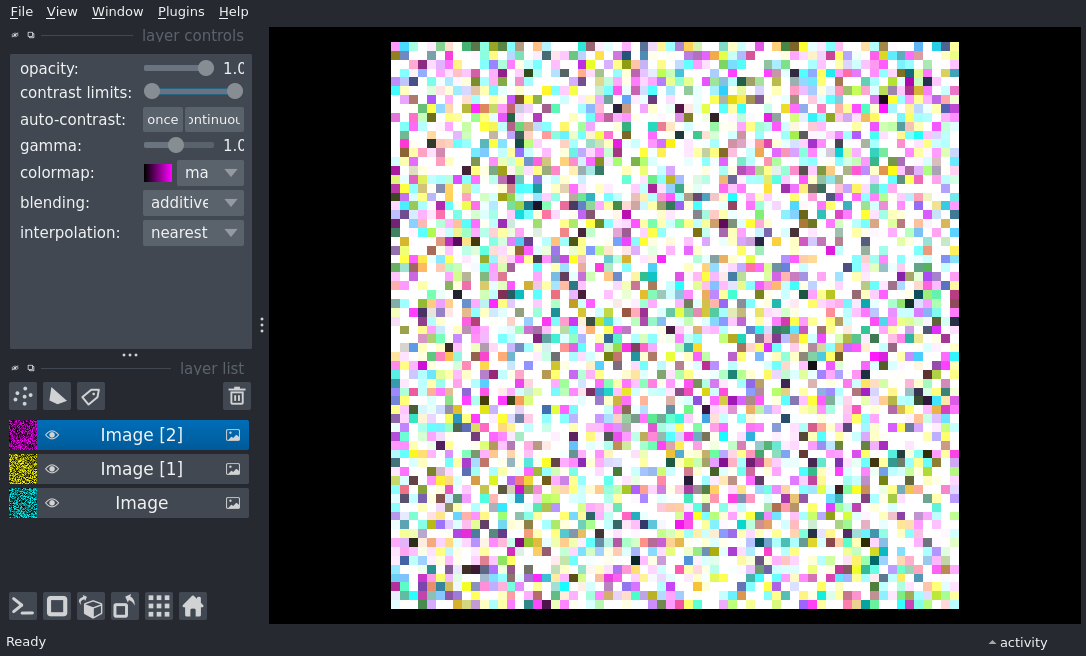 File View Window Plugins Help
layer controls
opacity: 1.0
contrast limits:
auto-contrast: once ontinuou
gamma: 1.0
colormap: ma
blending: additive
interpolation: nearest
layer list
Image [2]
Image [1]
Image
Ready activity